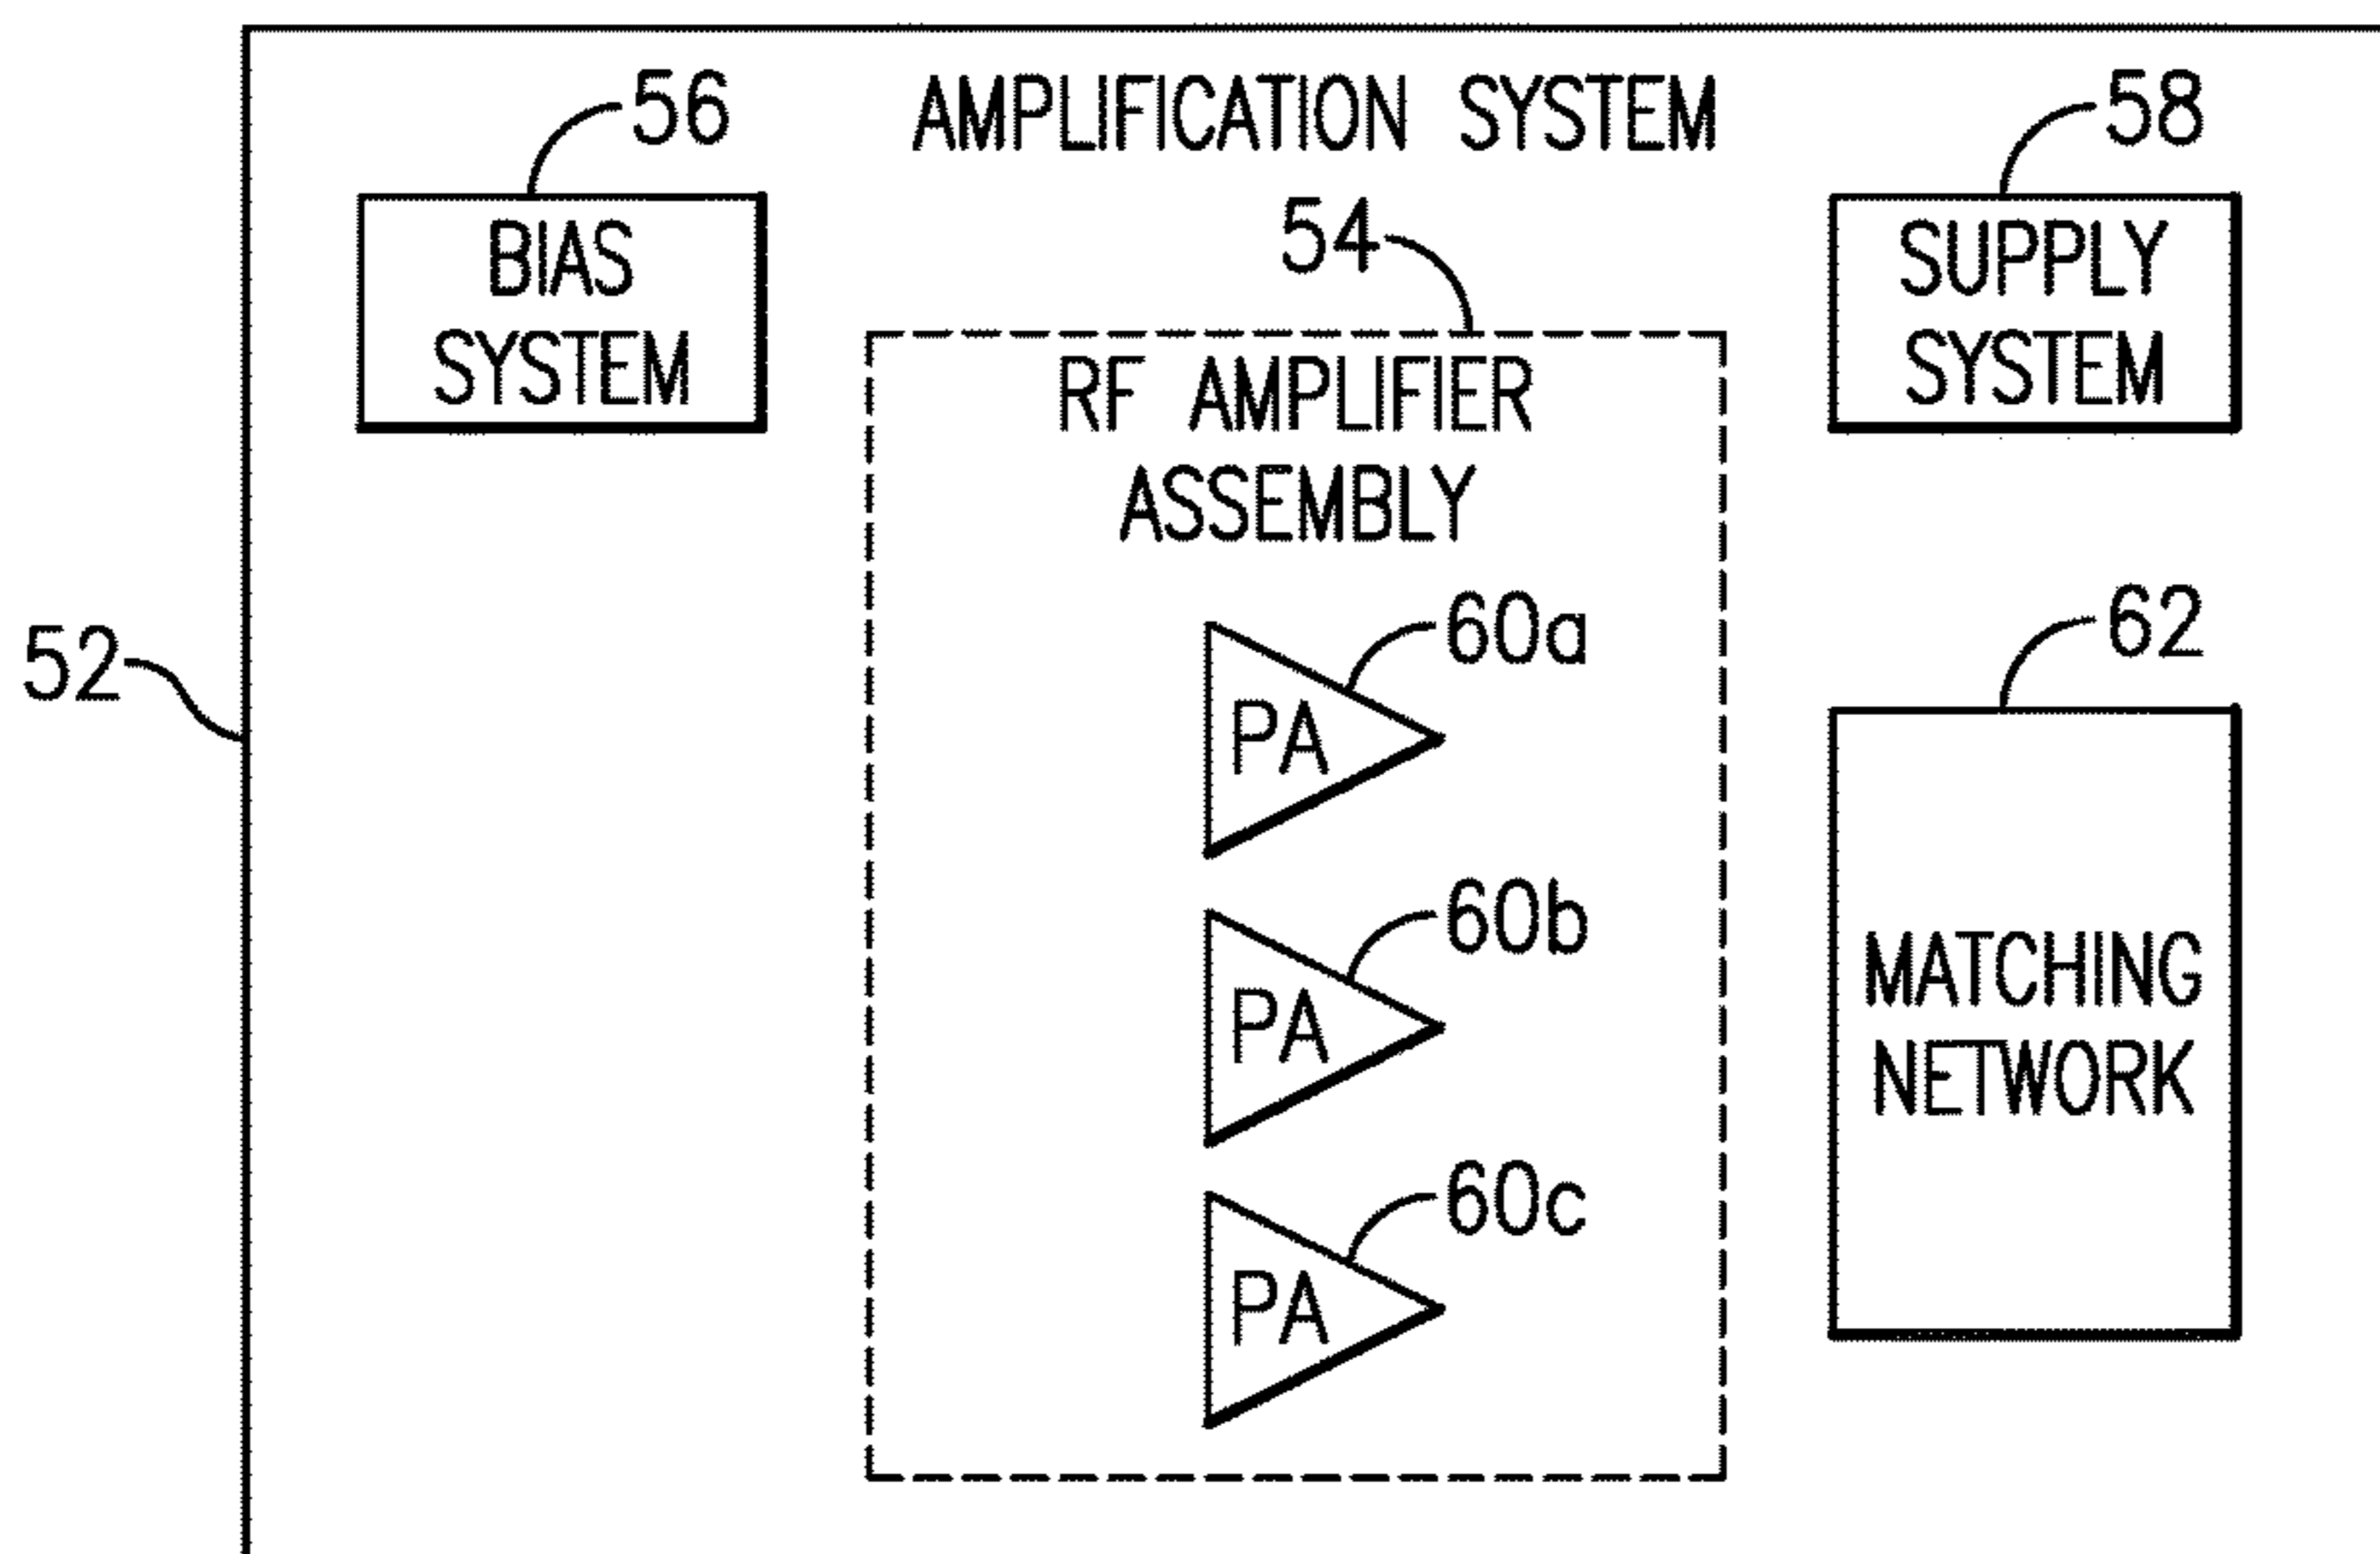 AMPLIFICATION SYSTEM
56
58
BIAS
SYSTEM
54
SUPPLY
SYSTEM
RF AMPLIFIER
ASSEMBLY
52
60a
PA
62
60b
PA
MATCHING
NETWORK
60c
PA